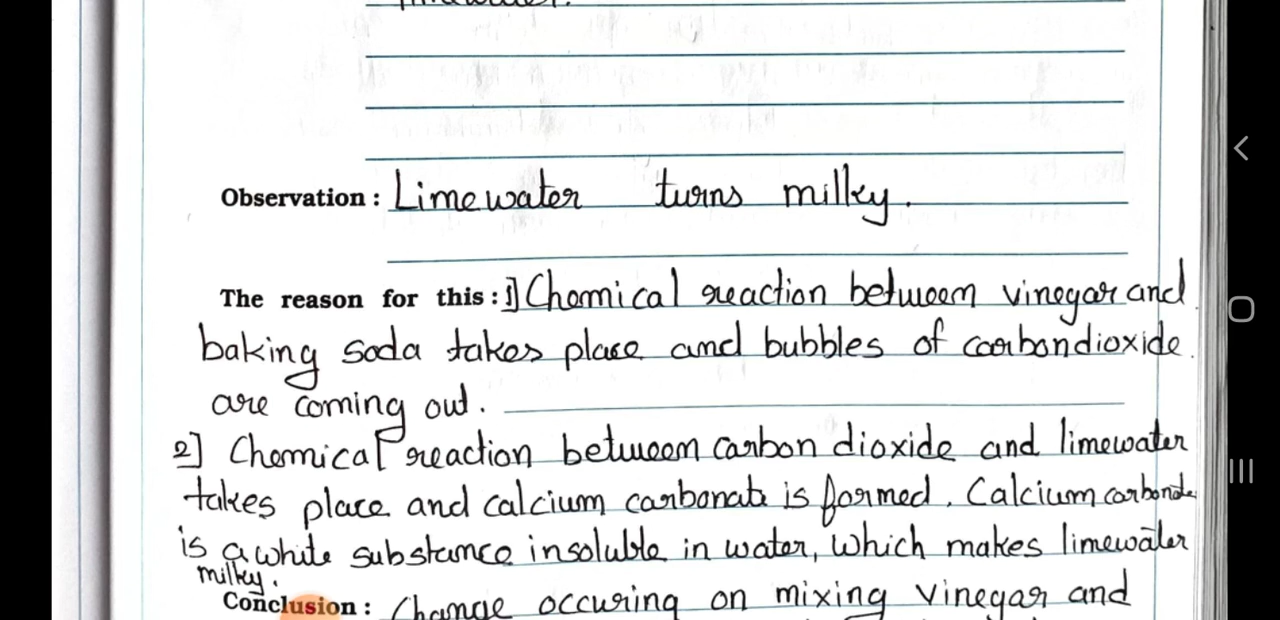 Observation : Limewater turns milky.
The reason for this : 1] Chemical reaction between vinegar and
baking soda takes place and bubbles of carbondioxide
are coming out.
2] Chemical reaction between carbon dioxide and limewater
takes place and calcium carbonate is formed. Calcium carbonate
is a white substance insoluble in water, which makes limewater
milky.
Conclusion : Change occuring on mixing vinegar and